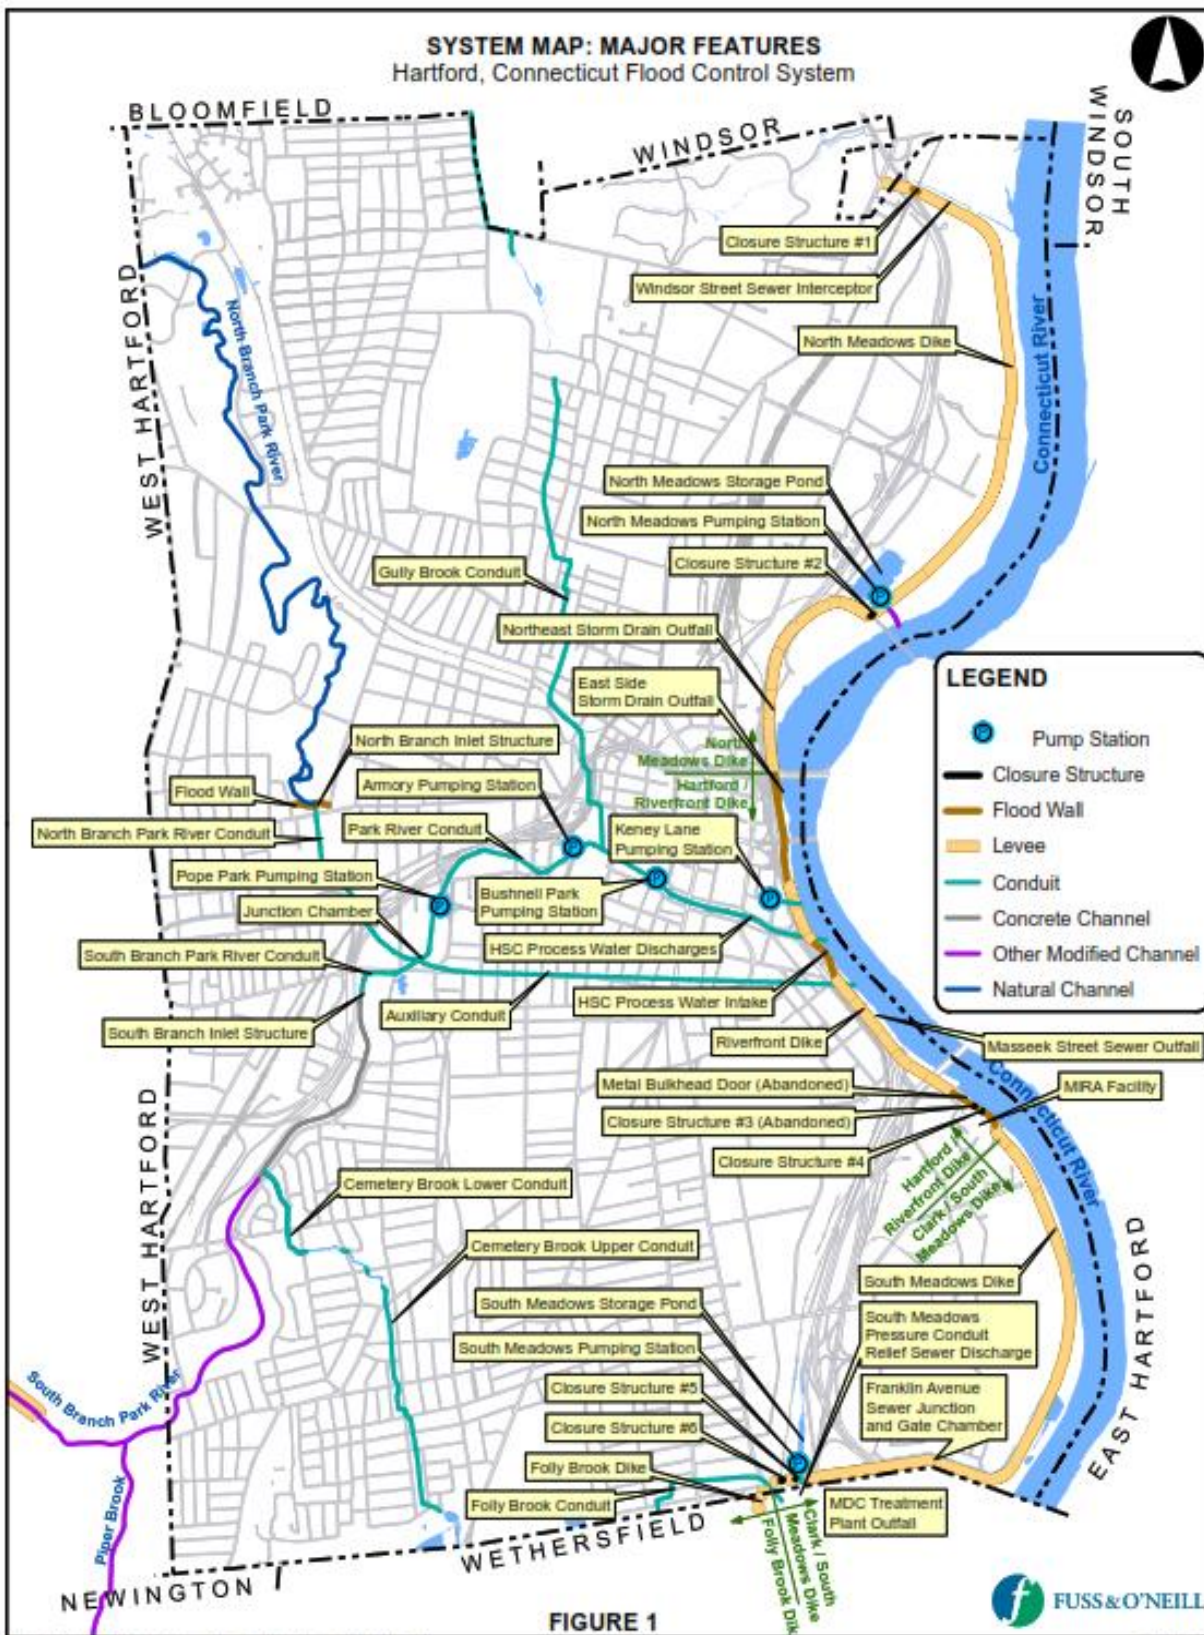 SYSTEM MAP: MAJOR FEATURES
Hartford, Connecticut Flood Control System
BLOOMFIELD
WINDSOR
SOUTH
WINDSOR
Closure Structure #1
Windsor Street Sewer Interceptor
WEST HARTFORD
North Branch Park River
North Meadows Dike
Connecticut River
North Meadows Storage Pond
North Meadows Pumping Station
Closure Structure #2
Gully Brook Conduit
P
Northeast Storm Drain Outfall
East Side
Storm Drain Outfall
LEGEND
P Pump Station
Closure Structure
Flood Wall
Levee
Conduit
Concrete Channel
Other Modified Channel
Natural Channel
North
Meadows Dike
Hartford /
Riverfront Dike
North Branch Inlet Structure
Armory Pumping Station
Flood Wall
North Branch Park River Conduit
Park River Conduit
Keney Lane
Pumping Station
P
Pope Park Pumping Station
Bushnell Park
Pumping Station
P
P
P
Junction Chamber
HSC Process Water Discharges
South Branch Park River Conduit
HSC Process Water Intake
Auxiliary Conduit
South Branch Inlet Structure
Riverfront Dike
Masseek Street Sewer Outfall
Connecticut River
Metal Bulkhead Door (Abandoned)
MIRA Facility
Closure Structure #3 (Abandoned)
Closure Structure #4
Hartford /
Riverfront Dike
Clark / South
Meadows Dike
WEST HARTFORD
Cemetery Brook Lower Conduit
Cemetery Brook Upper Conduit
South Meadows Dike
EAST HARTFORD
South Meadows Storage Pond
South Meadows
Pressure Conduit
Relief Sewer Discharge
South Meadows Pumping Station
Closure Structure #5
Franklin Avenue
Sewer Junction
and Gate Chamber
Closure Structure #6
South Branch Park River
P
Folly Brook Dike
Folly Brook Conduit
MDC Treatment
Plant Outfall
Piper Brook
Clark / South
Meadows Dike
Folly Brook Dik
WETHERSFIELD
NEWINGTON
FIGURE 1
f FUSS & O'NEILL